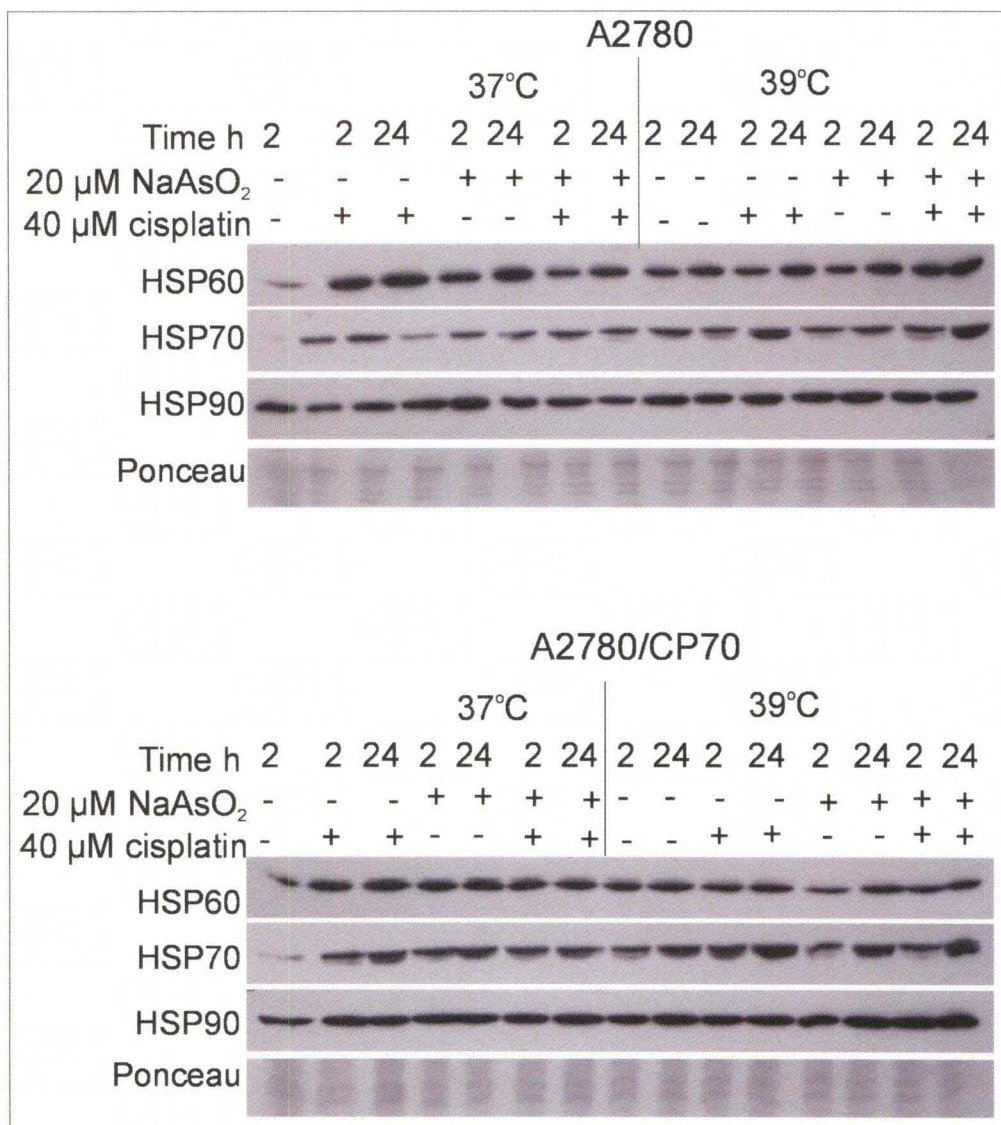 A2780
37°C 39°C
Time h 2 2 24 2 24 2 24 2 24 2 24 2 24 2 24
20 µM NaAsO₂ - - - + + + + - - - - + + + +
40 µM cisplatin - + + - - + + - - + + - - + +
HSP60
HSP70
HSP90
Ponceau
A2780/CP70
37°C 39°C
Time h 2 2 24 2 24 2 24 2 24 2 24 2 24 2 24
20 µM NaAsO₂ - - - + + + + - - - - + + + +
40 µM cisplatin - + + - - + + - - + + - - + +
HSP60
HSP70
HSP90
Ponceau